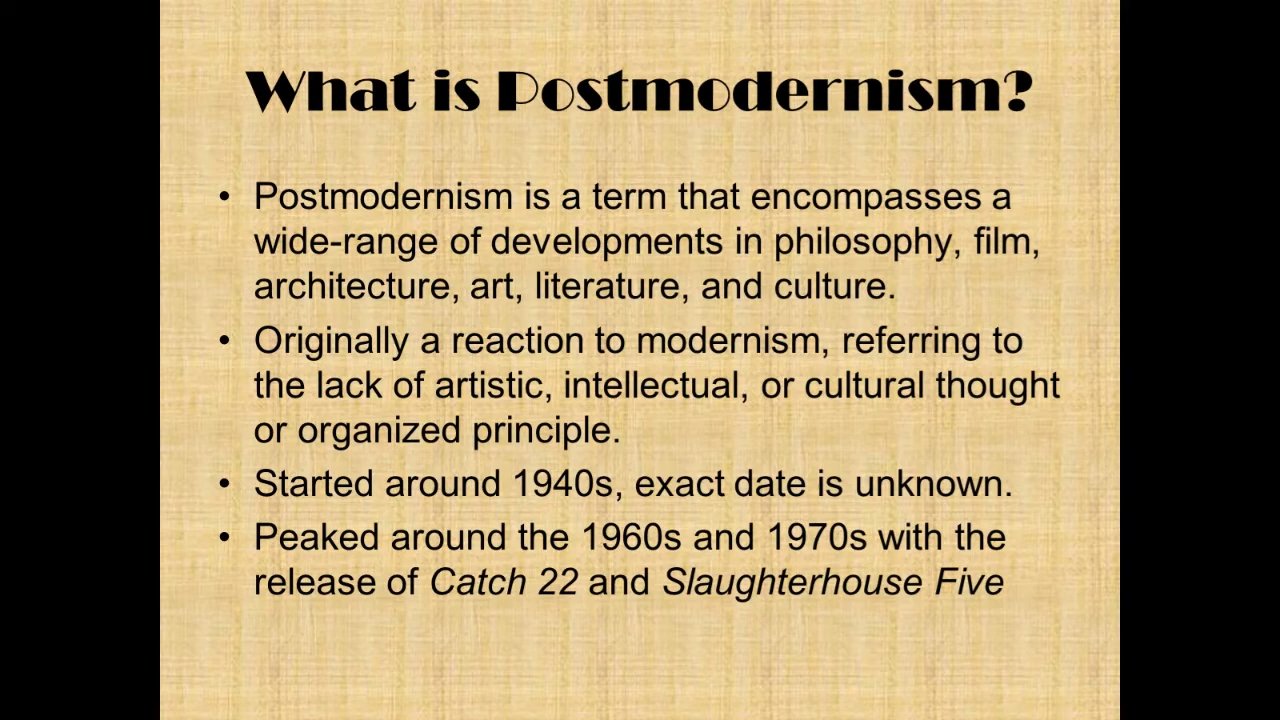 What is Postmodernism?
• Postmodernism is a term that encompasses a
wide-range of developments in philosophy, film,
architecture, art, literature, and culture.
• Originally a reaction to modernism, referring to
the lack of artistic, intellectual, or cultural thought
or organized principle.
• Started around 1940s, exact date is unknown.
• Peaked around the 1960s and 1970s with the
release of Catch 22 and Slaughterhouse Five